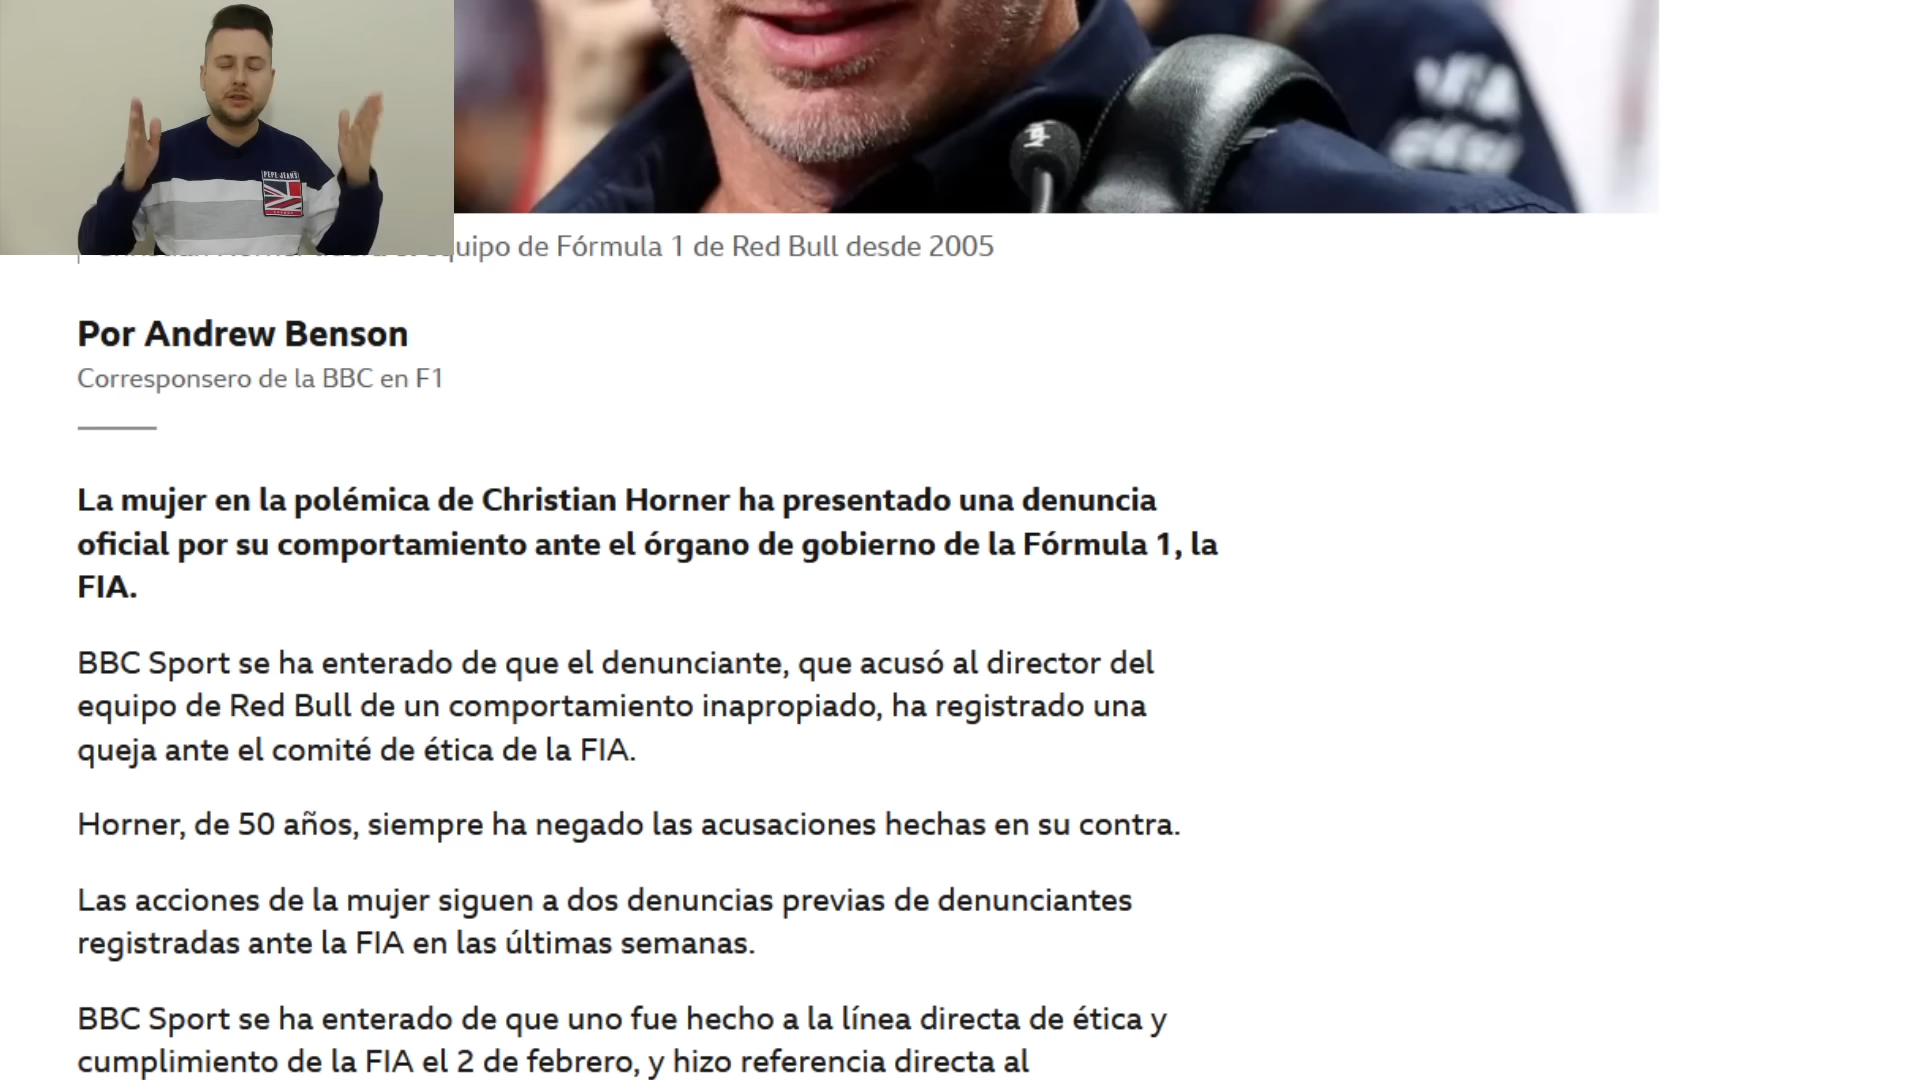 PEPE JEANS
equipo de Fórmula 1 de Red Bull desde 2005
Por Andrew Benson
Corresponsero de la BBC en F1
La mujer en la polémica de Christian Horner ha presentado una denuncia
oficial por su comportamiento ante el órgano de gobierno de la Fórmula 1, la
FIA.
BBC Sport se ha enterado de que el denunciante, que acusó al director del
equipo de Red Bull de un comportamiento inapropiado, ha registrado una
queja ante el comité de ética de la FIA.
Horner, de 50 años, siempre ha negado las acusaciones hechas en su contra.
Las acciones de la mujer siguen a dos denuncias previas de denunciantes
registradas ante la FIA en las últimas semanas.
BBC Sport se ha enterado de que uno fue hecho a la línea directa de ética y
cumplimiento de la FIA el 2 de febrero, y hizo referencia directa al